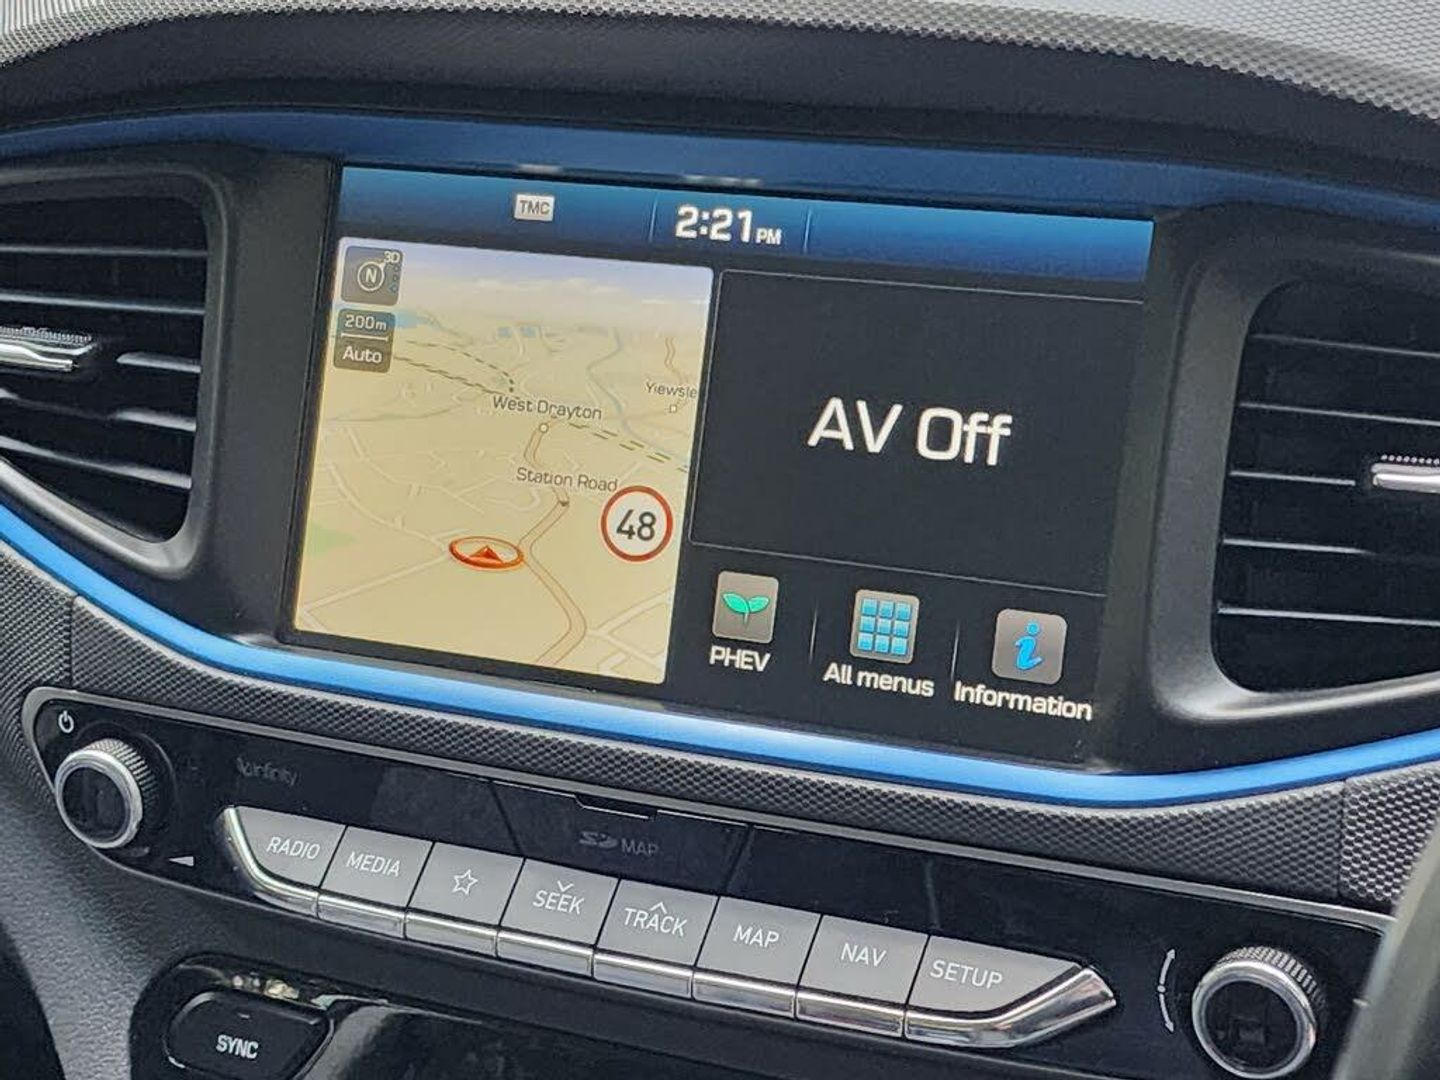 TMC
2:21 PM
3D
N
200m
Auto
Yiewsle
West Drayton
Station Road
48
AV Off
PHEV
All menus
Information
infinity
SD MAP
RADIO
MEDIA
SEEK
TRACK
MAP
NAV
SETUP
SYNC